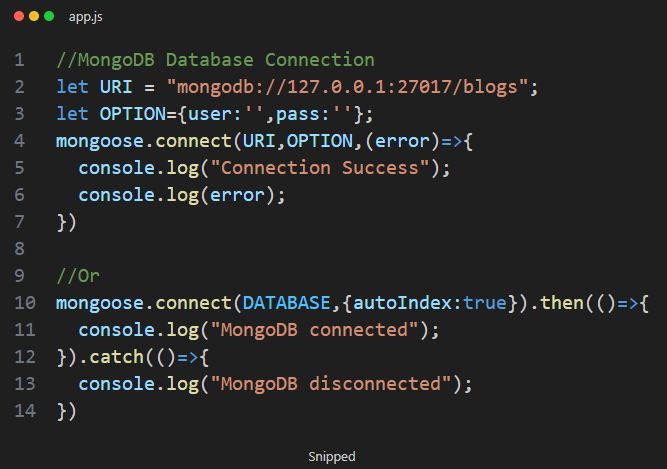 app.js
1 //MongoDB Database Connection
2 let URI = "mongodb://127.0.0.1:27017/blogs";
3 let OPTION={user:'',pass:''};
4 mongoose.connect(URI,OPTION,(error)=>{
5   console.log("Connection Success");
6   console.log(error);
7 })
8
9 //Or
10 mongoose.connect(DATABASE,{autoIndex:true}).then(()=>{
11   console.log("MongoDB connected");
12 }).catch(()=>{
13   console.log("MongoDB disconnected");
14 })
Snipped